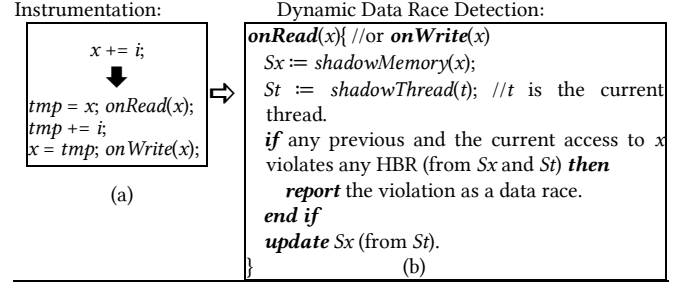 Instrumentation:
x += i;
tmp = x; onRead(x);
tmp += i;
x = tmp; onWrite(x);
(a)
Dynamic Data Race Detection:
onRead(x){ //or onWrite(x)
Sx := shadowMemory(x);
St := shadowThread(t); //t is the current
thread.
if any previous and the current access to x
violates any HBR (from Sx and St) then
report the violation as a data race.
end if
update Sx (from St).
}
(b)